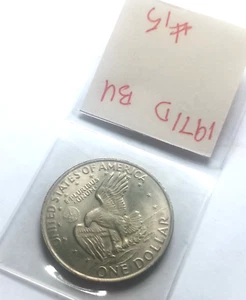 1971D BU
#15
UNITED STATES OF AMERICA
ONE DOLLAR